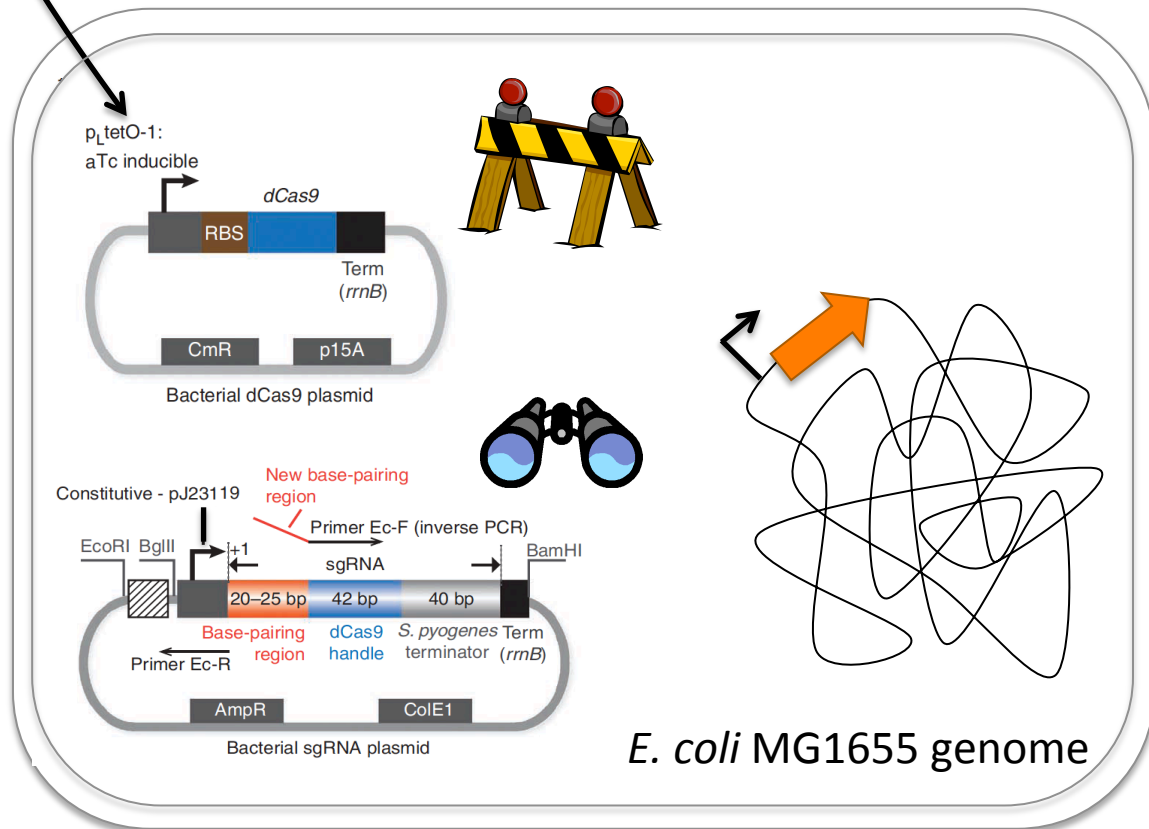 pLtetO-1:
aTc inducible
dCas9
RBS
Term
(rrnB)
CmR
p15A
Bacterial dCas9 plasmid
New base-pairing
region
Constitutive - pJ23119
Primer Ec-F (inverse PCR)
EcoRI
BglII
+1
sgRNA
BamHI
20–25 bp
42 bp
40 bp
Base-pairing
region
dCas9
handle
S. pyogenes
terminator
Term
(rrnB)
Primer Ec-R
AmpR
ColE1
Bacterial sgRNA plasmid
E. coli MG1655 genome